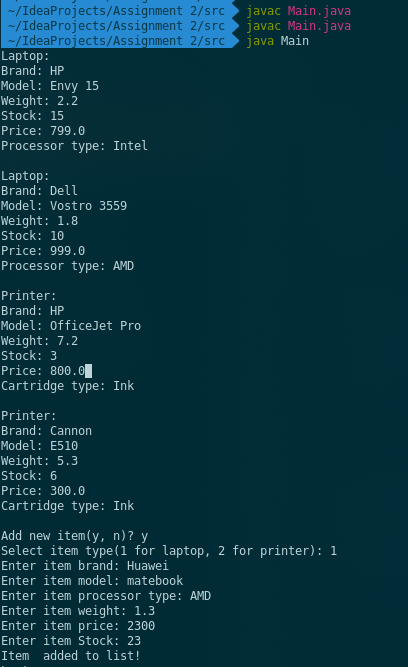 ~/IdeaProjects/Assignment 2/src javac Main.java
~/IdeaProjects/Assignment 2/src javac Main.java
~/IdeaProjects/Assignment 2/src java Main
Laptop:
Brand: HP
Model: Envy 15
Weight: 2.2
Stock: 15
Price: 799.0
Processor type: Intel
Laptop:
Brand: Dell
Model: Vostro 3559
Weight: 1.8
Stock: 10
Price: 999.0
Processor type: AMD
Printer:
Brand: HP
Model: OfficeJet Pro
Weight: 7.2
Stock: 3
Price: 800.0
Cartridge type: Ink
Printer:
Brand: Cannon
Model: E510
Weight: 5.3
Stock: 6
Price: 300.0
Cartridge type: Ink
Add new item(y, n)? y
Select item type(1 for laptop, 2 for printer): 1
Enter item brand: Huawei
Enter item model: matebook
Enter item processor type: AMD
Enter item weight: 1.3
Enter item price: 2300
Enter item Stock: 23
Item  added to list!